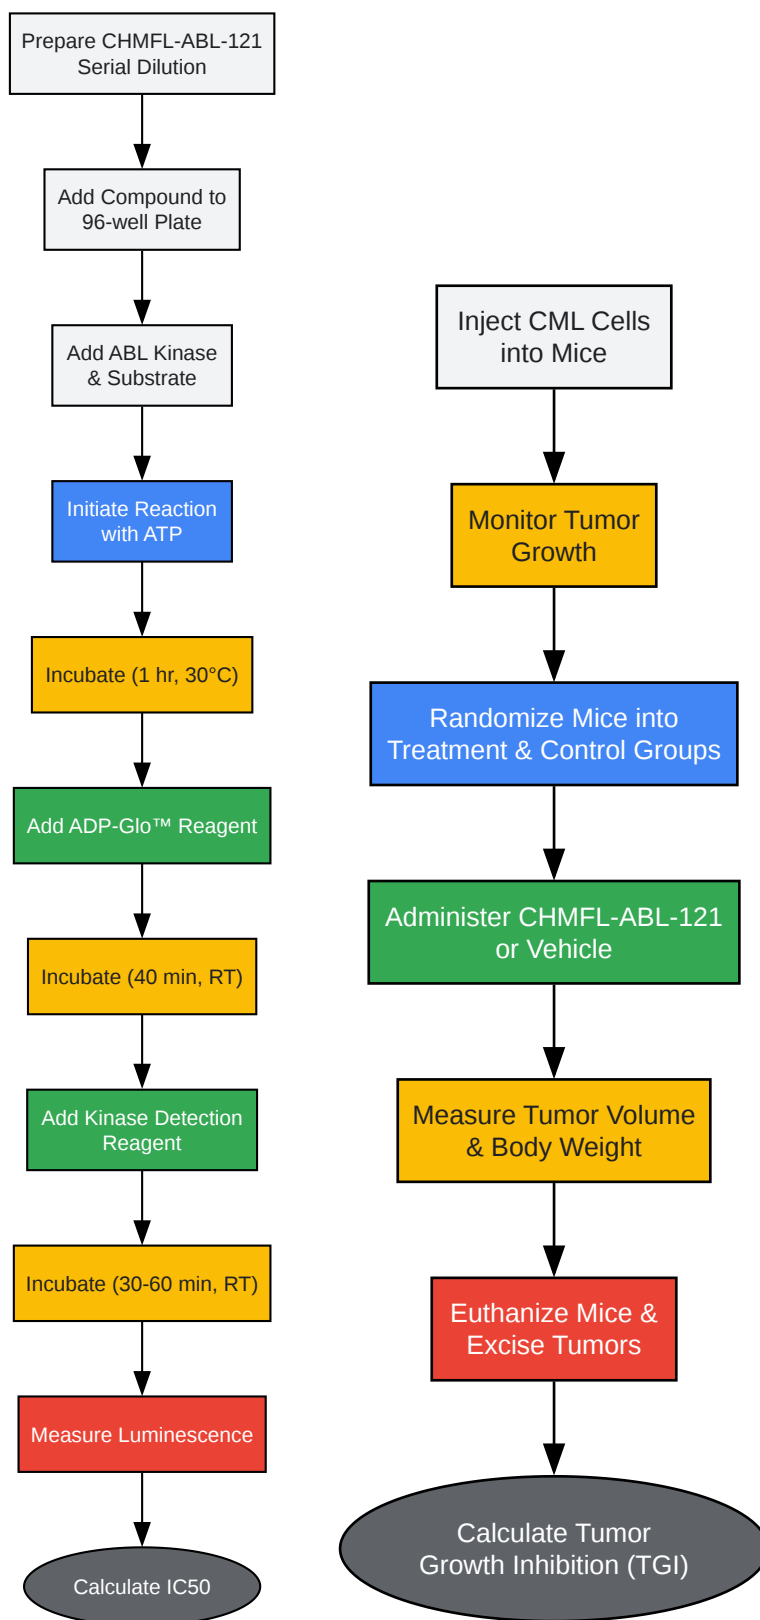 Prepare CHMFL-ABL-121
Serial Dilution
Add Compound to
96-well Plate
Add ABL Kinase
& Substrate
Initiate Reaction
with ATP
Incubate (1 hr, 30°C)
Add ADP-Glo™ Reagent
Incubate (40 min, RT)
Add Kinase Detection
Reagent
Incubate (30-60 min, RT)
Measure Luminescence
Calculate IC50
Inject CML Cells
into Mice
Monitor Tumor
Growth
Randomize Mice into
Treatment & Control Groups
Administer CHMFL-ABL-121
or Vehicle
Measure Tumor Volume
& Body Weight
Euthanize Mice &
Excise Tumors
Calculate Tumor
Growth Inhibition (TGI)